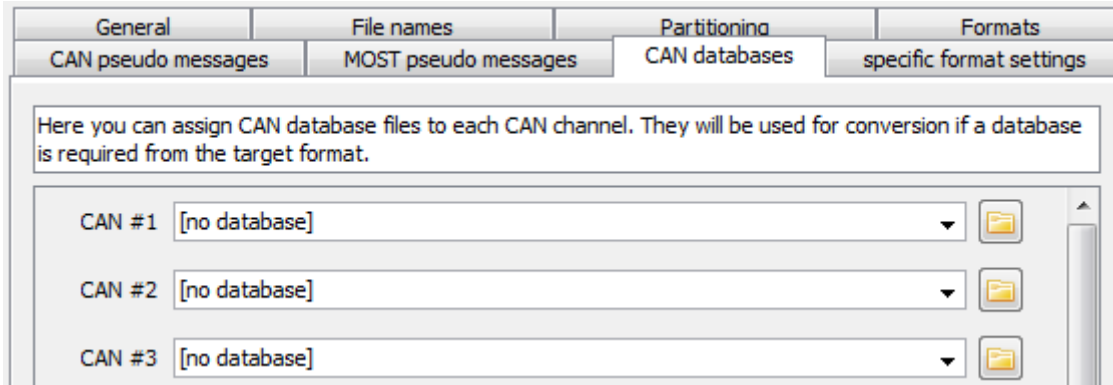 General File names Partitioning Formats
CAN pseudo messages MOST pseudo messages CAN databases specific format settings
Here you can assign CAN database files to each CAN channel. They will be used for conversion if a database
is required from the target format.
CAN #1 [no database]
CAN #2 [no database]
CAN #3 [no database]